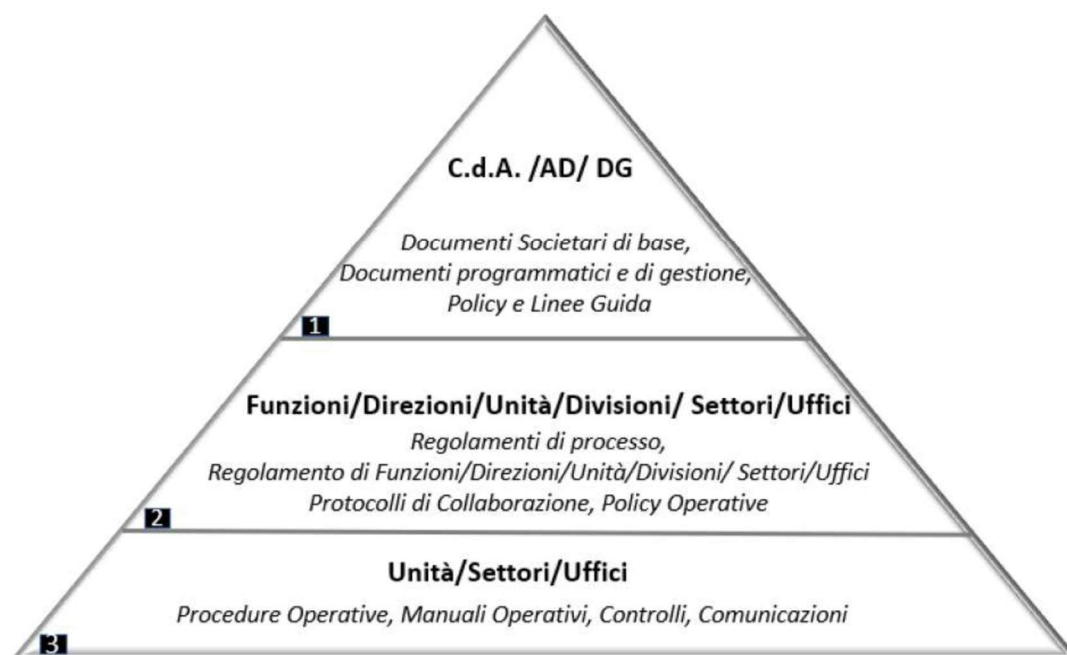 C.d.A. /AD/ DG
Documenti Societari di base,
Documenti programmatici e di gestione,
Policy e Linee Guida
1
Funzioni/Direzioni/Unità/Divisioni/ Settori/Uffici
Regolamenti di processo,
Regolamento di Funzioni/Direzioni/Unità/Divisioni/ Settori/Uffici
Protocolli di Collaborazione, Policy Operative
2
Unità/Settori/Uffici
Procedure Operative, Manuali Operativi, Controlli, Comunicazioni
3